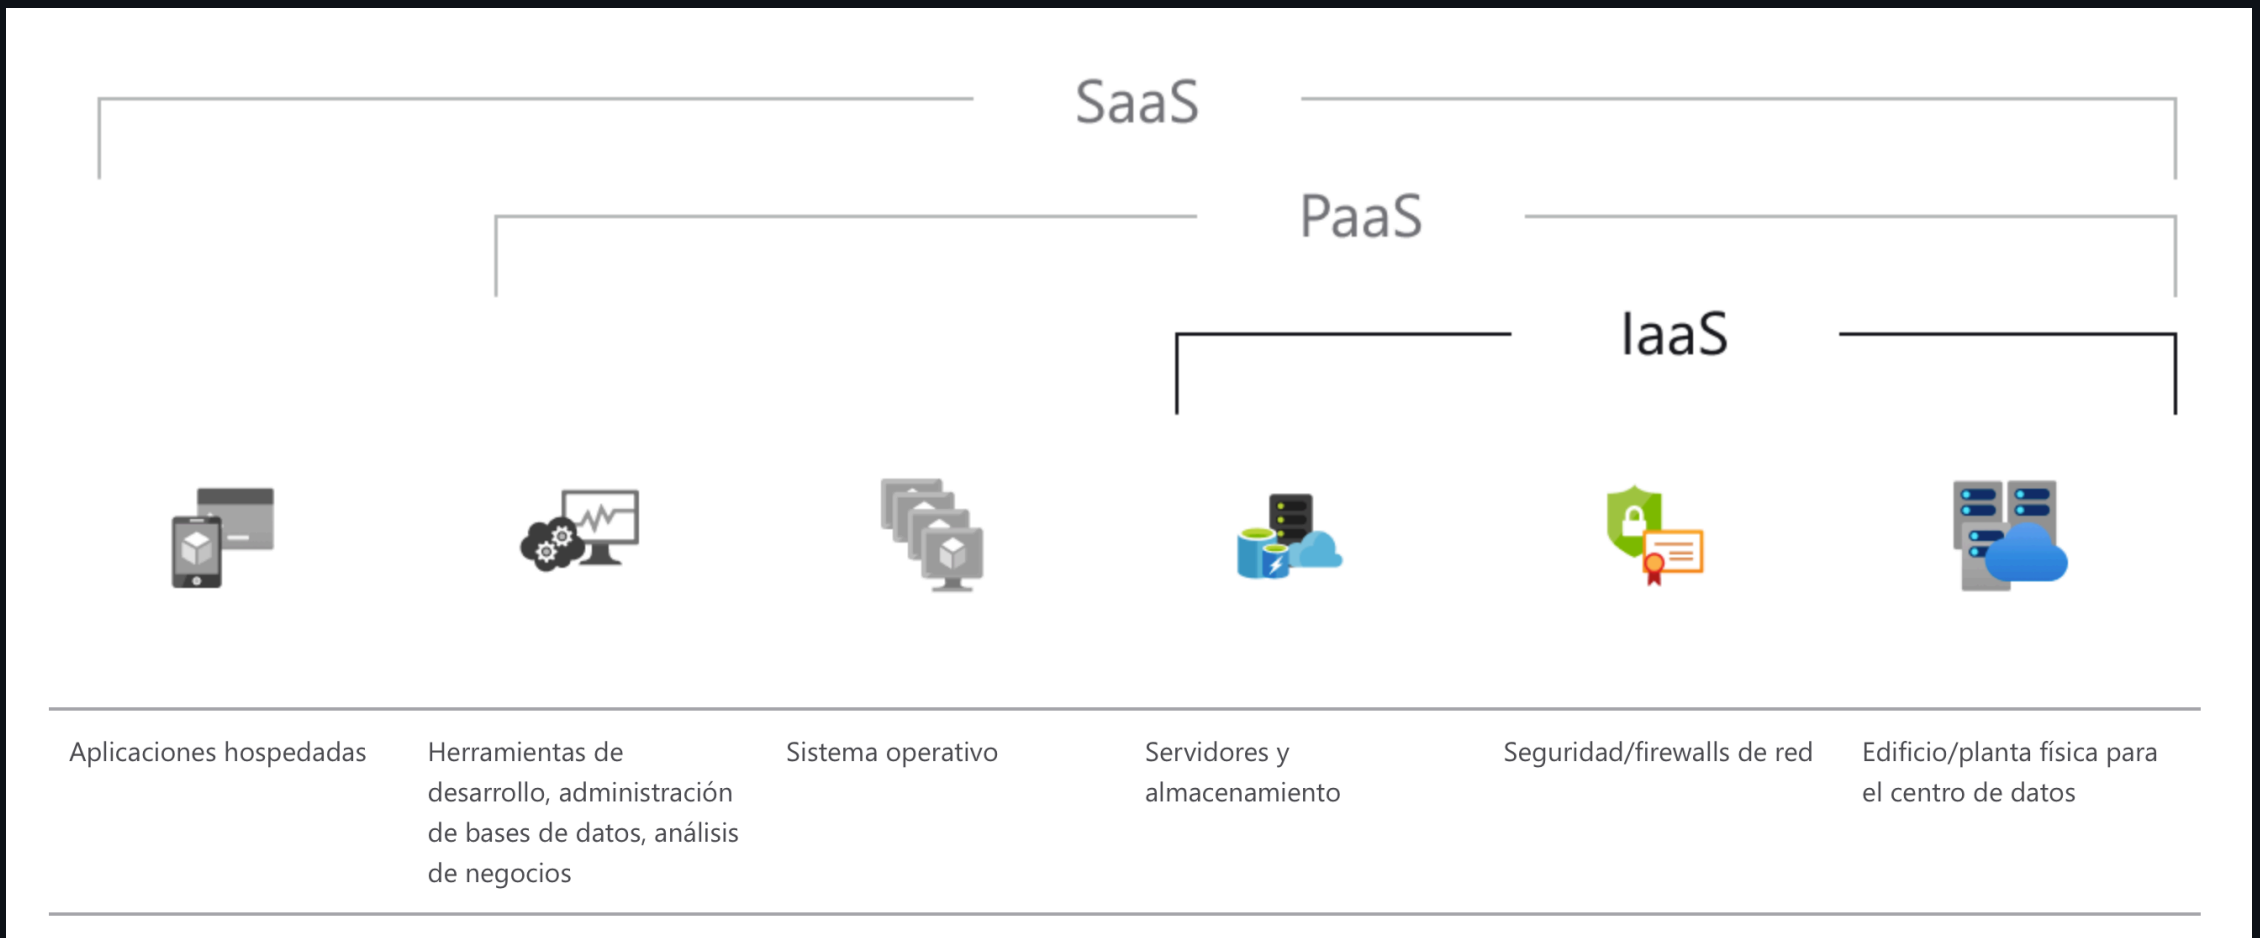 SaaS
PaaS
IaaS
Aplicaciones hospedadas
Herramientas de
desarrollo, administración
de bases de datos, análisis
de negocios
Sistema operativo
Servidores y
almacenamiento
Seguridad/firewalls de red
Edificio/planta física para
el centro de datos